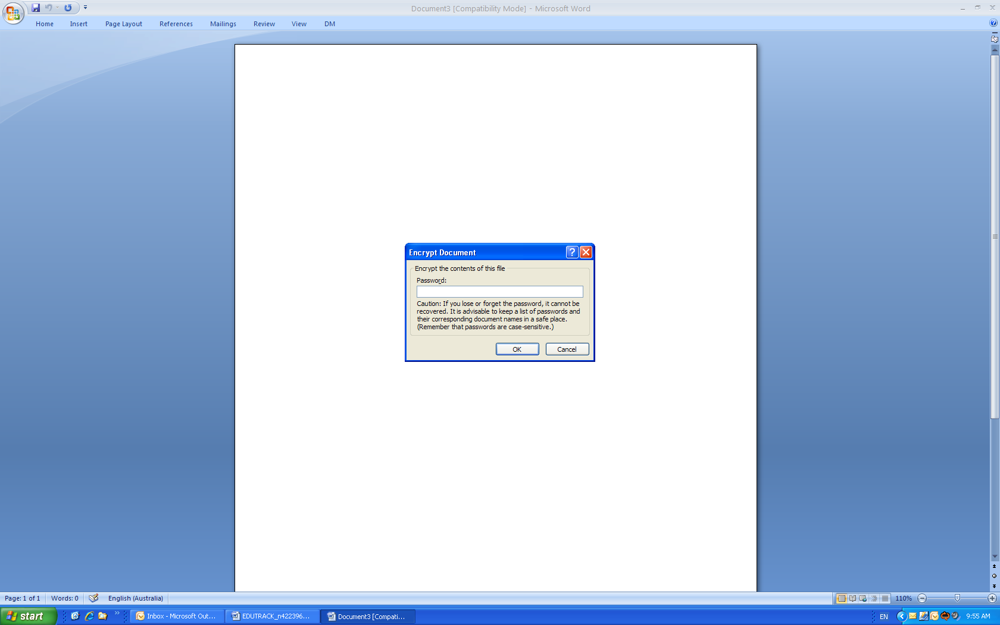 Document3 [Compatibility Mode] - Microsoft Word
Home Insert Page Layout References Mailings Review View DM
Encrypt Document
Encrypt the contents of this file
Password:
Caution: If you lose or forget the password, it cannot be
recovered. It is advisable to keep a list of passwords and
their corresponding document names in a safe place.
(Remember that passwords are case-sensitive.)
OK Cancel
Page: 1 of 1 Words: 0 English (Australia) 110%
start Inbox - Microsoft Out... EDUTRACK_n422396... Document3 [Compati... EN 9:55 AM